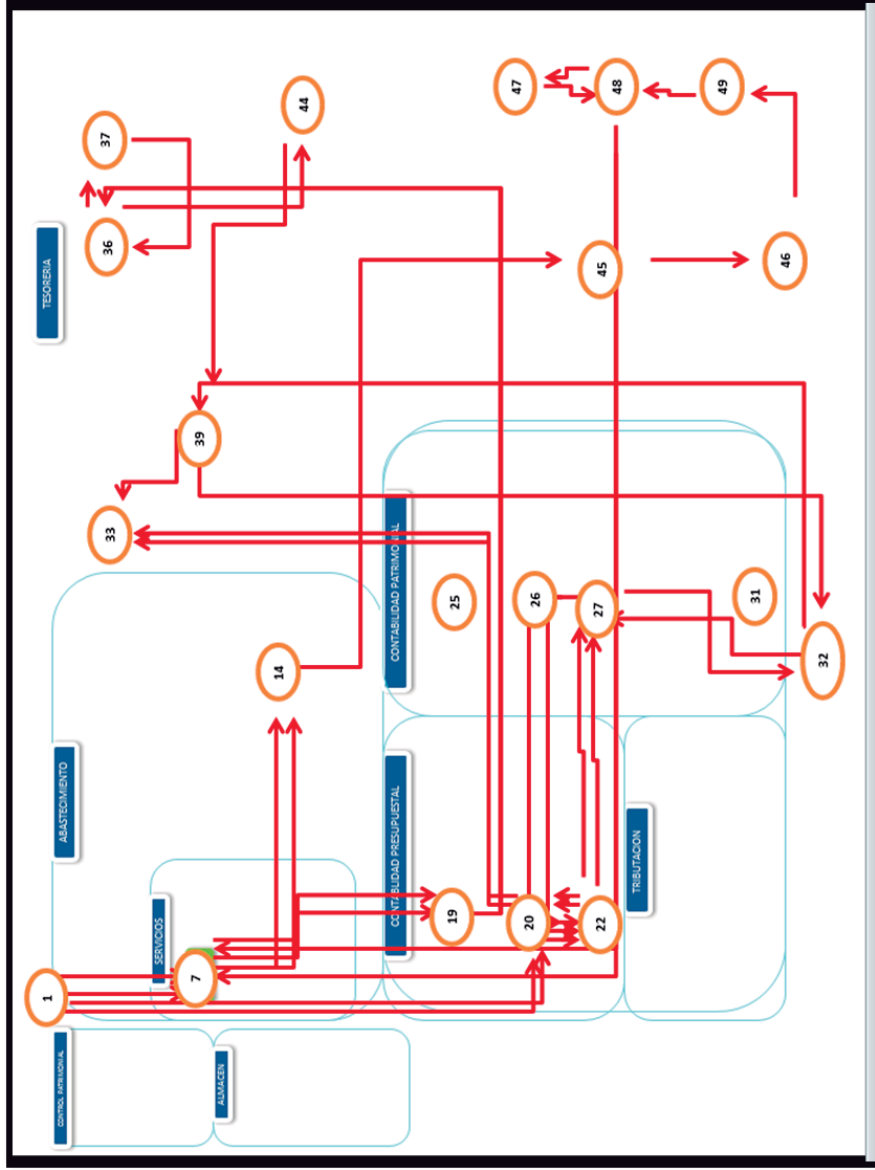 CONTROL PATRIMONIAL
1
ABASTECIMIENTO
TESORERIA
33
36
37
SERVICIOS
7
39
ALMACEN
14
44
CONTABLIDAD PRESUPUESTAL
CONTABILIDAD PATRIMONIAL
19
25
20
26
47
22
27
45
48
TRIBUTACION
49
31
46
32